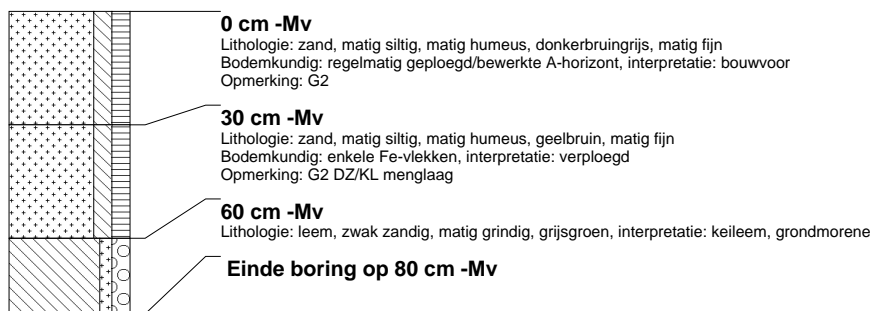 0 cm -Mv
Lithologie: zand, matig siltig, matig humeus, donkerbruingrijs, matig fijn
Bodemkundig: regelmatig geploegd/bewerkte A-horizont, interpretatie: bouwvoor
Opmerking: G2
30 cm -Mv
Lithologie: zand, matig siltig, matig humeus, geelbruin, matig fijn
Bodemkundig: enkele Fe-vlekken, interpretatie: verploegd
Opmerking: G2 DZ/KL menglaag
60 cm -Mv
Lithologie: leem, zwak zandig, matig grindig, grijsgroen, interpretatie: keileem, grondmorene
Einde boring op 80 cm -Mv